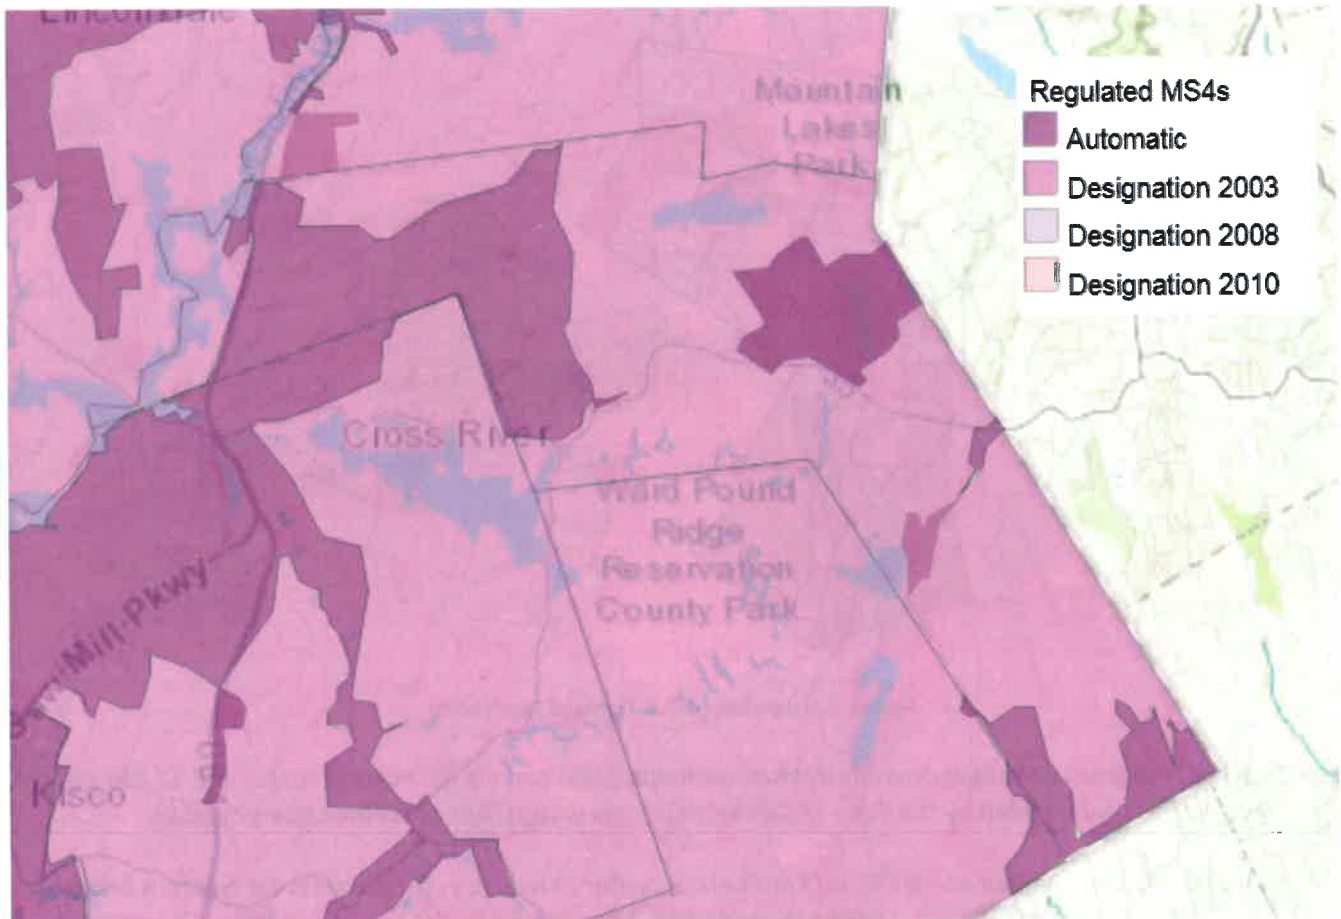 Lincolndale
Mountain
Lakes
Park
Regulated MS4s
Automatic
Designation 2003
Designation 2008
Designation 2010
Cross River
Ward Pound
Ridge
Reservation
County Park
Mill-Pkwy
Kisco